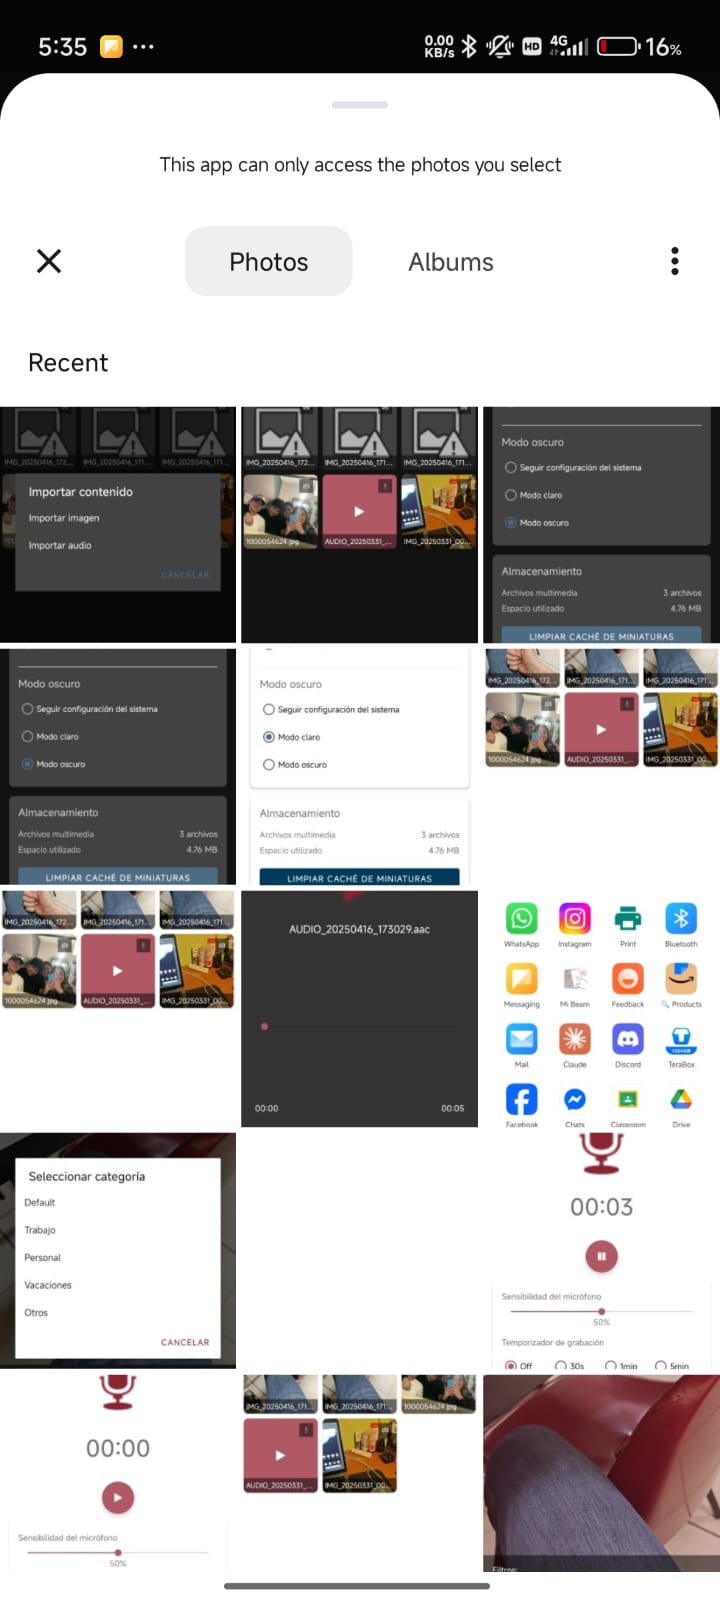 5:35
0.00
KB/s
HD
4G
16%
This app can only access the photos you select
Photos
Albums
Recent
IMG_20250416_172...
IMG_20250416_171...
IMG_20250416_171...
Importar contenido
Importar imagen
Importar audio
CANCELAR
IMG_20250416_172...
IMG_20250416_171...
IMG_20250416_171...
1000054624.jpg
AUDIO_20250331_...
IMG_20250331_00...
Modo oscuro
Seguir configuración del sistema
Modo claro
Modo oscuro
Almacenamiento
Archivos multimedia
3 archivos
Espacio utilizado
4.76 MB
LIMPIAR CACHÉ DE MINIATURAS
Modo oscuro
Seguir configuración del sistema
Modo claro
Modo oscuro
Almacenamiento
Archivos multimedia
3 archivos
Espacio utilizado
4.76 MB
LIMPIAR CACHÉ DE MINIATURAS
Modo oscuro
Seguir configuración del sistema
Modo claro
Modo oscuro
Almacenamiento
Archivos multimedia
3 archivos
Espacio utilizado
4.76 MB
LIMPIAR CACHÉ DE MINIATURAS
IMG_20250416_172...
IMG_20250416_171...
IMG_20250416_171...
1000054624.jpg
AUDIO_20250331_...
IMG_20250331_00...
IMG_20250416_172...
IMG_20250416_171...
IMG_20250416_171...
1000054624.jpg
AUDIO_20250331_...
IMG_20250331_00...
AUDIO_20250416_173029.aac
00:00
00:05
WhatsApp
Instagram
Print
Bluetooth
Messaging
Mi Beam
Feedback
Products
Mail
Claude
Discord
TeraBox
Facebook
Chats
Classroom
Drive
Seleccionar categoría
Default
Trabajo
Personal
Vacaciones
Otros
CANCELAR
00:03
Sensibilidad del micrófono
50%
Temporizador de grabación
Off
30s
1min
5min
00:00
Sensibilidad del micrófono
50%
IMG_20250416_171...
IMG_20250416_171...
1000054624.jpg
AUDIO_20250331_...
IMG_20250331_00...
Filtros: